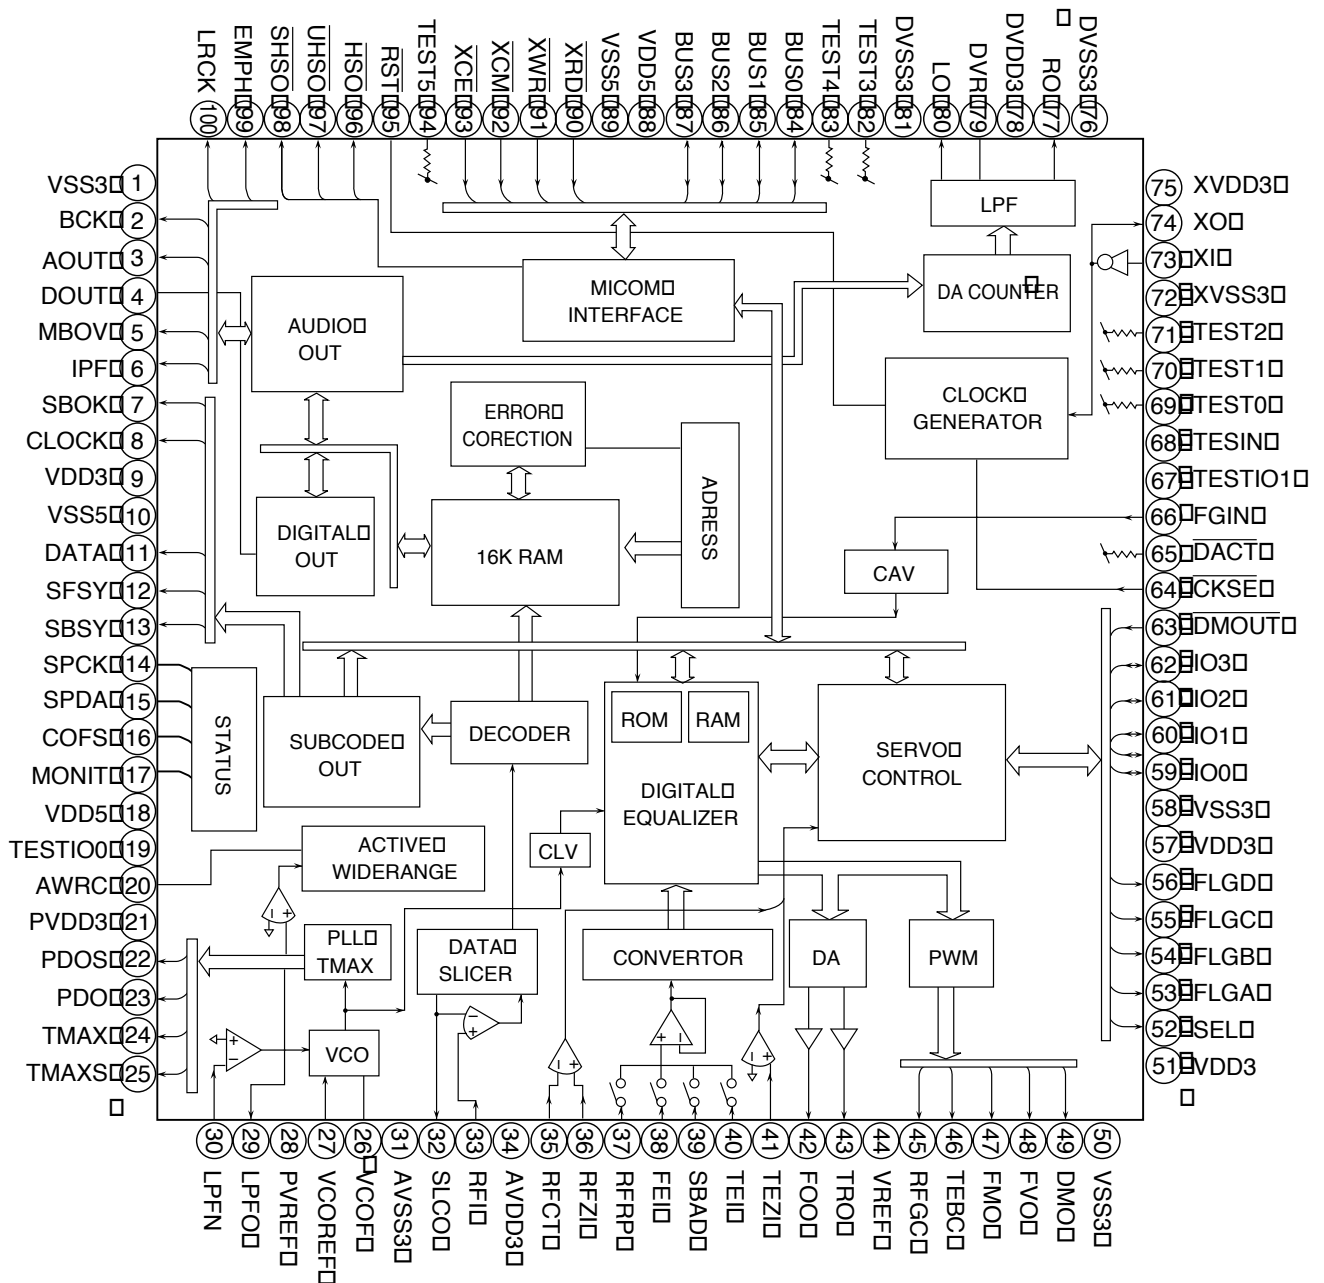 LRCK 100
EMPH 99
SHSO 98
UHSO 97
HSO 96
RST 95
TEST5 94
XCE 93
XCM 92
XWR 91
XRD 90
VSS5 89
VDD5 88
BUS3 87
BUS2 86
BUS1 85
BUS0 84
TEST4 83
TEST3 82
DVSS3 81
LO 80
DVR 79
DVDD3 78
RO 77
DVSS3 76
VSS3 1
BCK 2
AOUT 3
DOUT 4
MBOV 5
IPF 6
SBOK 7
CLOCK 8
VDD3 9
VSS5 10
DATA 11
SFSY 12
SBSY 13
SPCK 14
SPDA 15
COFS 16
MONIT 17
VDD5 18
TESTIO0 19
AWRC 20
PVDD3 21
PDOS 22
PDO 23
TMAX 24
TMAXS 25
LPF
DA COUNTER
MICOM
INTERFACE
AUDIO
OUT
ERROR
CORECTION
CLOCK
GENERATOR
ADRESS
DIGITAL
OUT
16K RAM
CAV
STATUS
SUBCODE
OUT
DECODER
ROM
RAM
DIGITAL
EQUALIZER
SERVO
CONTROL
ACTIVE
WIDERANGE
CLV
PLL
TMAX
DATA
SLICER
CONVERTOR
DA
PWM
VCO
75 XVDD3
74 XO
73 XI
72 XVSS3
71 TEST2
70 TEST1
69 TEST0
68 TESIN
67 TESTIO1
66 FGIN
65 DACT
64 CKSE
63 DMOUT
62 IO3
61 IO2
60 IO1
59 IO0
58 VSS3
57 VDD3
56 FLGD
55 FLGC
54 FLGB
53 FLGA
52 SEL
51 VDD3
30 LPFN
29 LPFO
28 PVREF
27 VCOREF
26 VCOF
31 AVSS3
32 SLCO
33 RFI
34 AVDD3
35 RFCT
36 RFZI
37 RFRP
38 FEI
39 SBAD
40 TEI
41 TEZI
42 FOO
43 TRO
44 VREF
45 RFGC
46 TEBC
47 FMO
48 FVO
49 DMO
50 VSS3